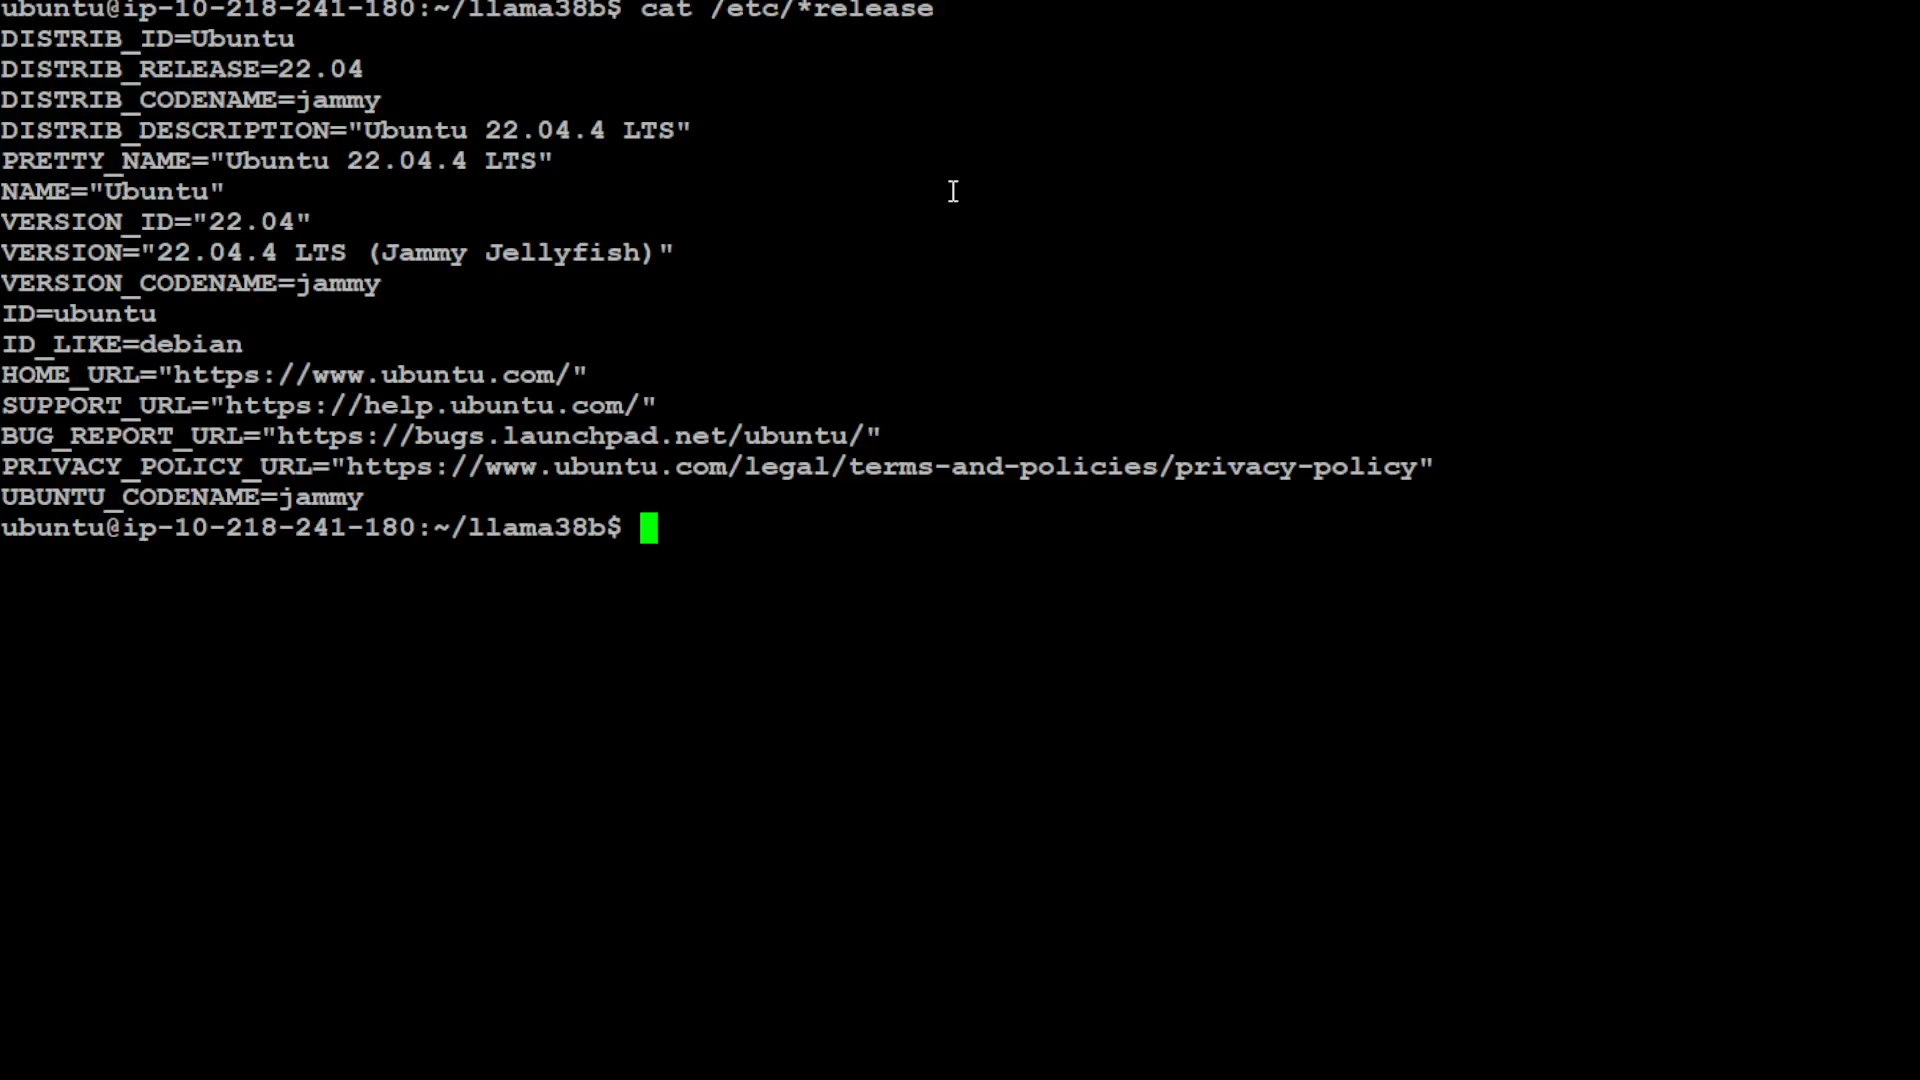 ubuntu@ip-10-218-241-180:~/llama38b$ cat /etc/*release
DISTRIB_ID=Ubuntu
DISTRIB_RELEASE=22.04
DISTRIB_CODENAME=jammy
DISTRIB_DESCRIPTION="Ubuntu 22.04.4 LTS"
PRETTY_NAME="Ubuntu 22.04.4 LTS"
NAME="Ubuntu"
VERSION_ID="22.04"
VERSION="22.04.4 LTS (Jammy Jellyfish)"
VERSION_CODENAME=jammy
ID=ubuntu
ID_LIKE=debian
HOME_URL="https://www.ubuntu.com/"
SUPPORT_URL="https://help.ubuntu.com/"
BUG_REPORT_URL="https://bugs.launchpad.net/ubuntu/"
PRIVACY_POLICY_URL="https://www.ubuntu.com/legal/terms-and-policies/privacy-policy"
UBUNTU_CODENAME=jammy
ubuntu@ip-10-218-241-180:~/llama38b$